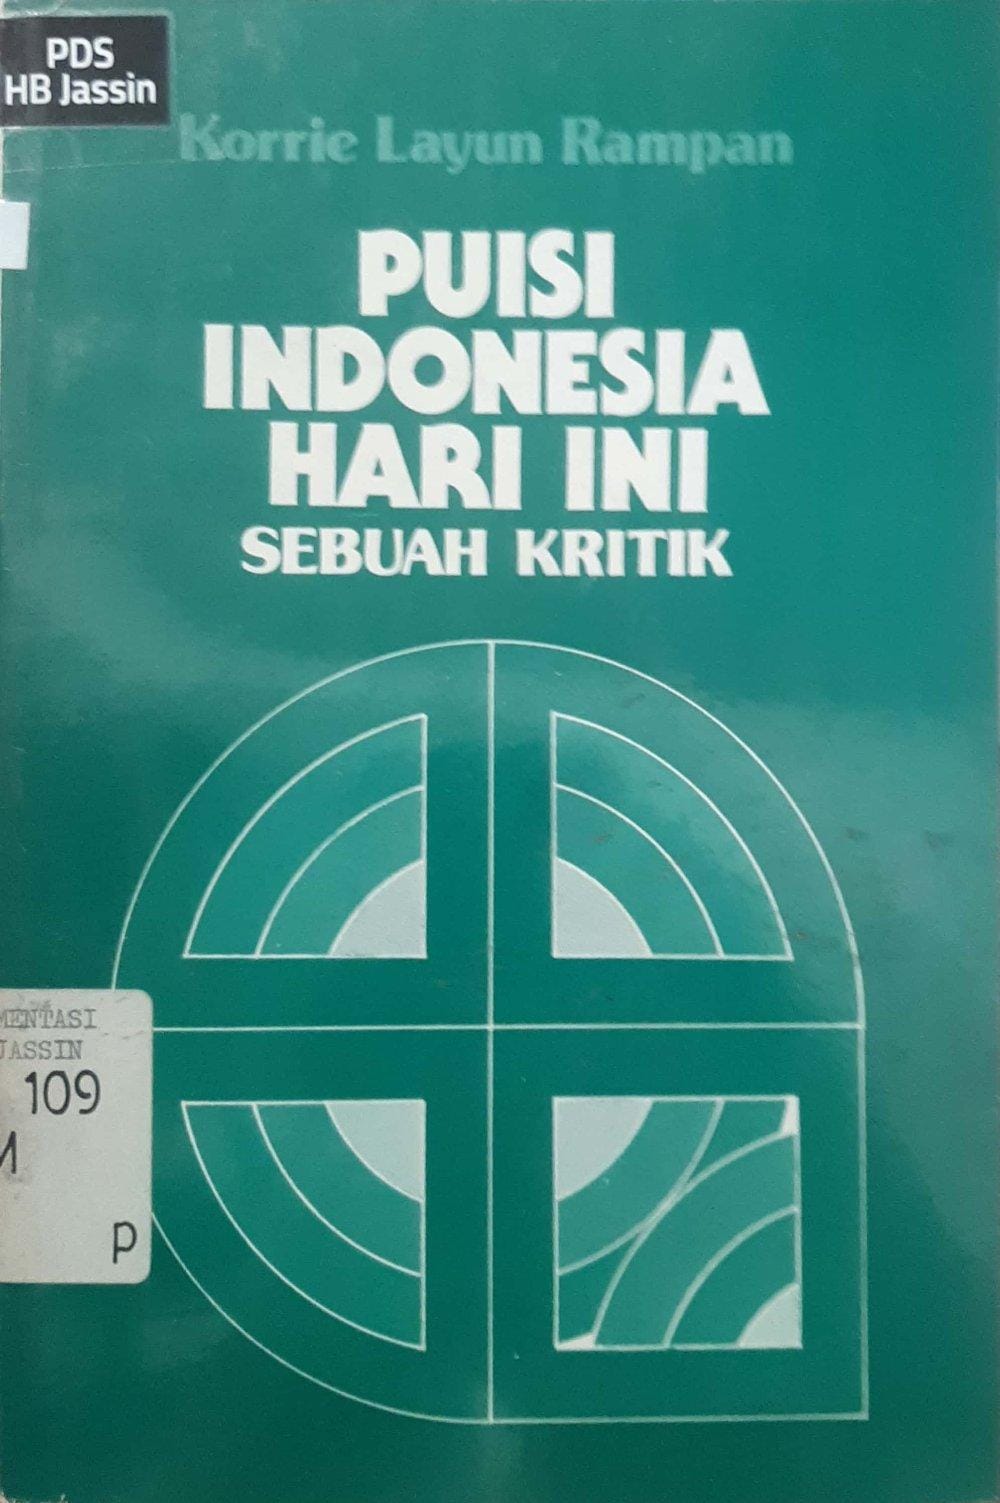 PDS
HB Jassin
Korrie Layun Rampan
PUISI
INDONESIA
HARI INI
SEBUAH KRITIK
MENTASI
JASSIN
109
M
p